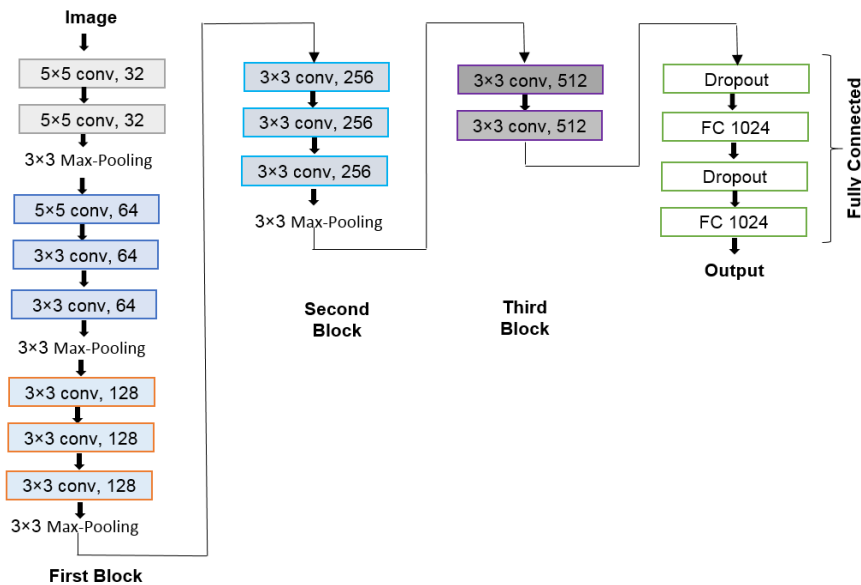 Image
5×5 conv, 32
5×5 conv, 32
3×3 Max-Pooling
5×5 conv, 64
3×3 conv, 64
3×3 conv, 64
3×3 Max-Pooling
3×3 conv, 128
3×3 conv, 128
3×3 conv, 128
3×3 Max-Pooling
First Block
3×3 conv, 256
3×3 conv, 256
3×3 conv, 256
3×3 Max-Pooling
Second
Block
3×3 conv, 512
3×3 conv, 512
Third
Block
Dropout
FC 1024
Dropout
FC 1024
Output
Fully Connected